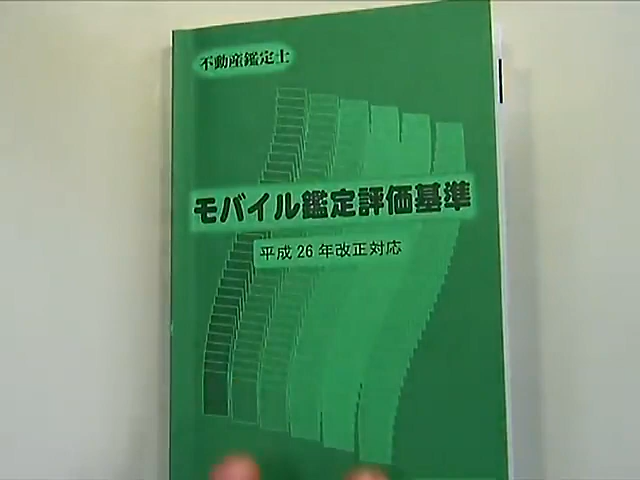 不動産鑑定士
モバイル鑑定評価基準
平成26年改正対応